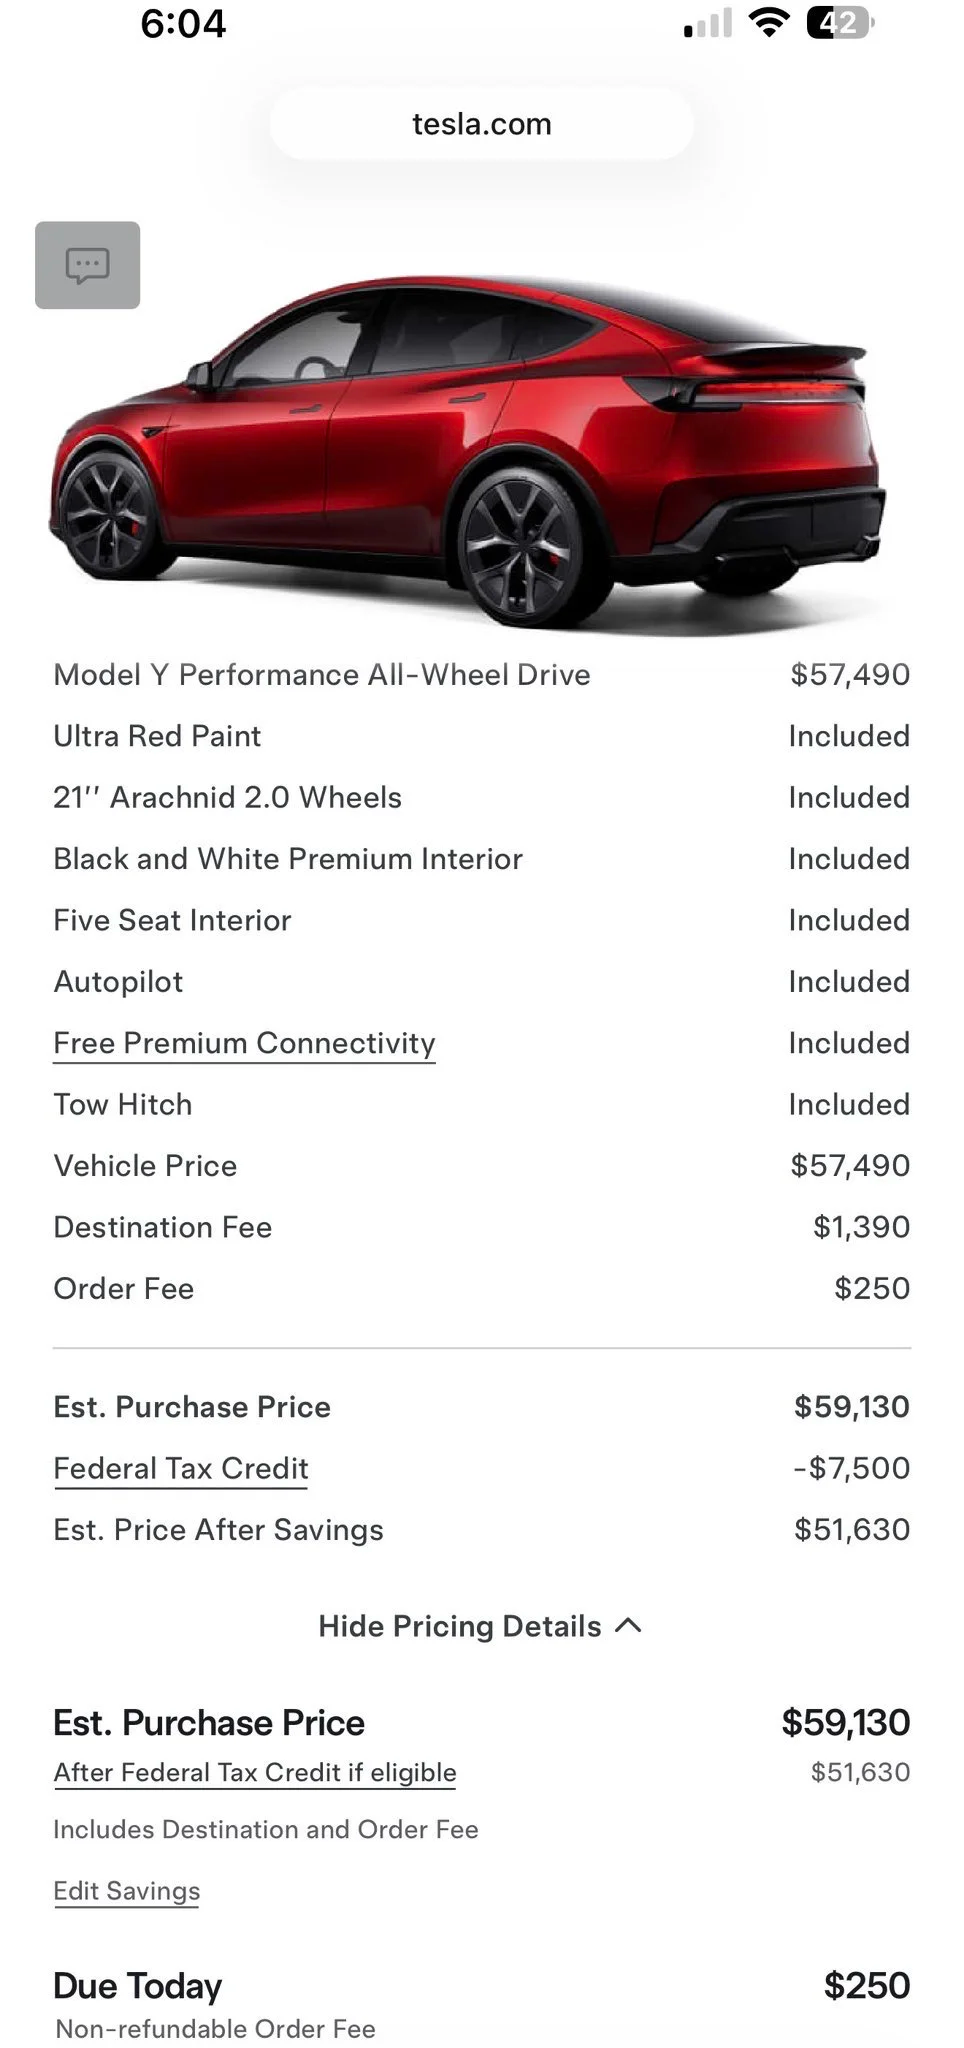 6:04
42
tesla.com
Model Y Performance All-Wheel Drive $57,490
Ultra Red Paint Included
21’’ Arachnid 2.0 Wheels Included
Black and White Premium Interior Included
Five Seat Interior Included
Autopilot Included
Free Premium Connectivity Included
Tow Hitch Included
Vehicle Price $57,490
Destination Fee $1,390
Order Fee $250
Est. Purchase Price $59,130
Federal Tax Credit -$7,500
Est. Price After Savings $51,630
Hide Pricing Details
Est. Purchase Price $59,130
After Federal Tax Credit if eligible $51,630
Includes Destination and Order Fee
Edit Savings
Due Today $250
Non-refundable Order Fee